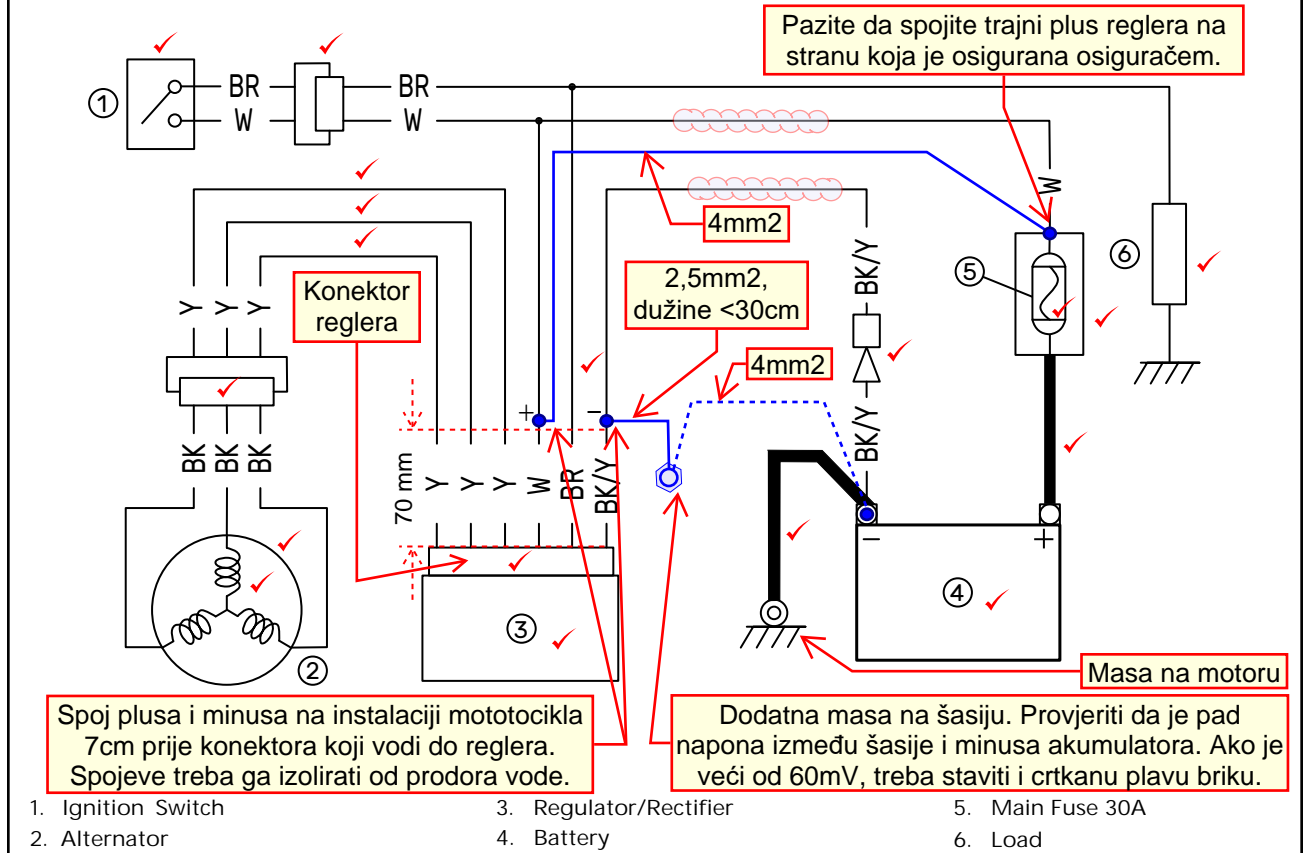 Pazite da spojite trajni plus reglera na
stranu koja je osigurana osiguračem.
1
BR
W
BR
W
W
4mm2
Konektor
reglera
2,5mm2,
dužine <30cm
4mm2
BK/Y
BK/Y
5
6
Y
Y
Y
BK
BK
BK
70 mm
+
-
Y
Y
Y
W
BR
BK/Y
-
+
4
3
2
Masa na motoru
Spoj plusa i minusa na instalaciji mototocikla
7cm prije konektora koji vodi do reglera.
Spojeve treba ga izolirati od prodora vode.
Dodatna masa na šasiju. Provjeriti da je pad
napona između šasije i minusa akumulatora. Ako je
veći od 60mV, treba staviti i crtkanu plavu briku.
1. Ignition Switch
2. Alternator
3. Regulator/Rectifier
4. Battery
5. Main Fuse 30A
6. Load